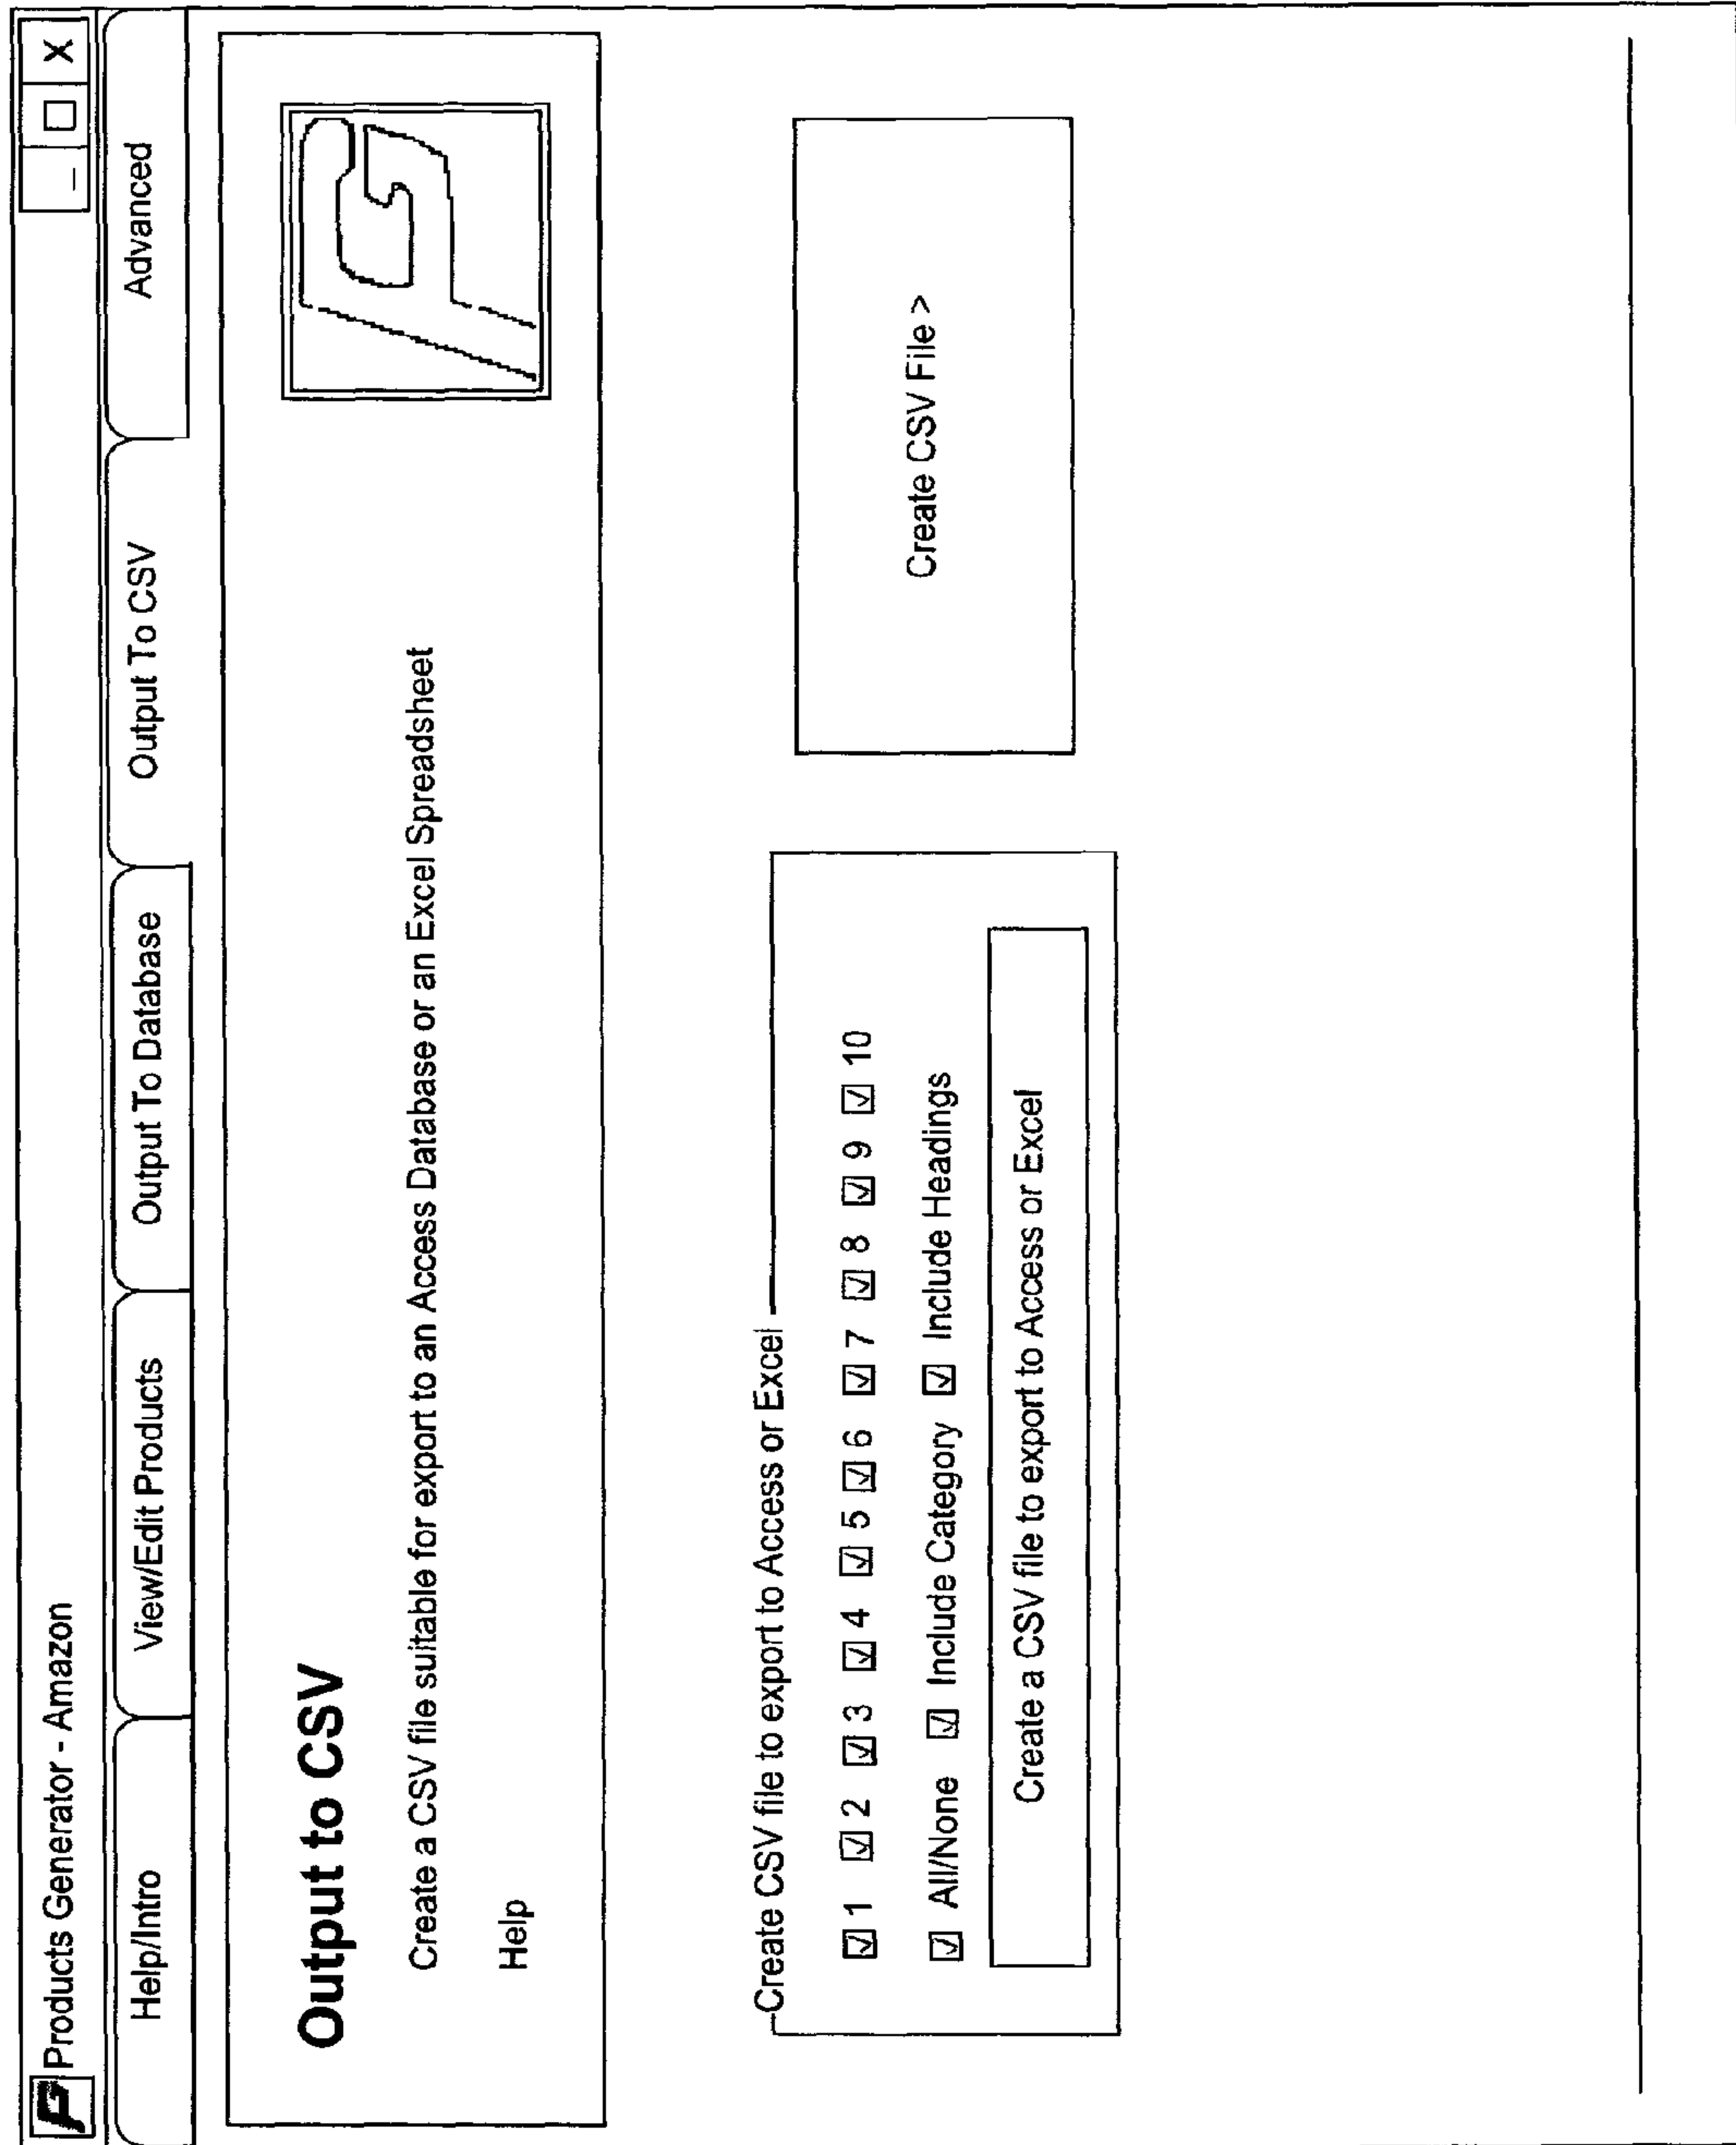 Products Generator - Amazon
Help/Intro View/Edit Products Output To Database Output To CSV Advanced
Output to CSV
Create a CSV file suitable for export to an Access Database or an Excel Spreadsheet
Help
Create CSV file to export to Access or Excel
1 2 3 4 5 6 7 8 9 10
All/None Include Category Include Headings
Create a CSV file to export to Access or Excel
Create CSV File >